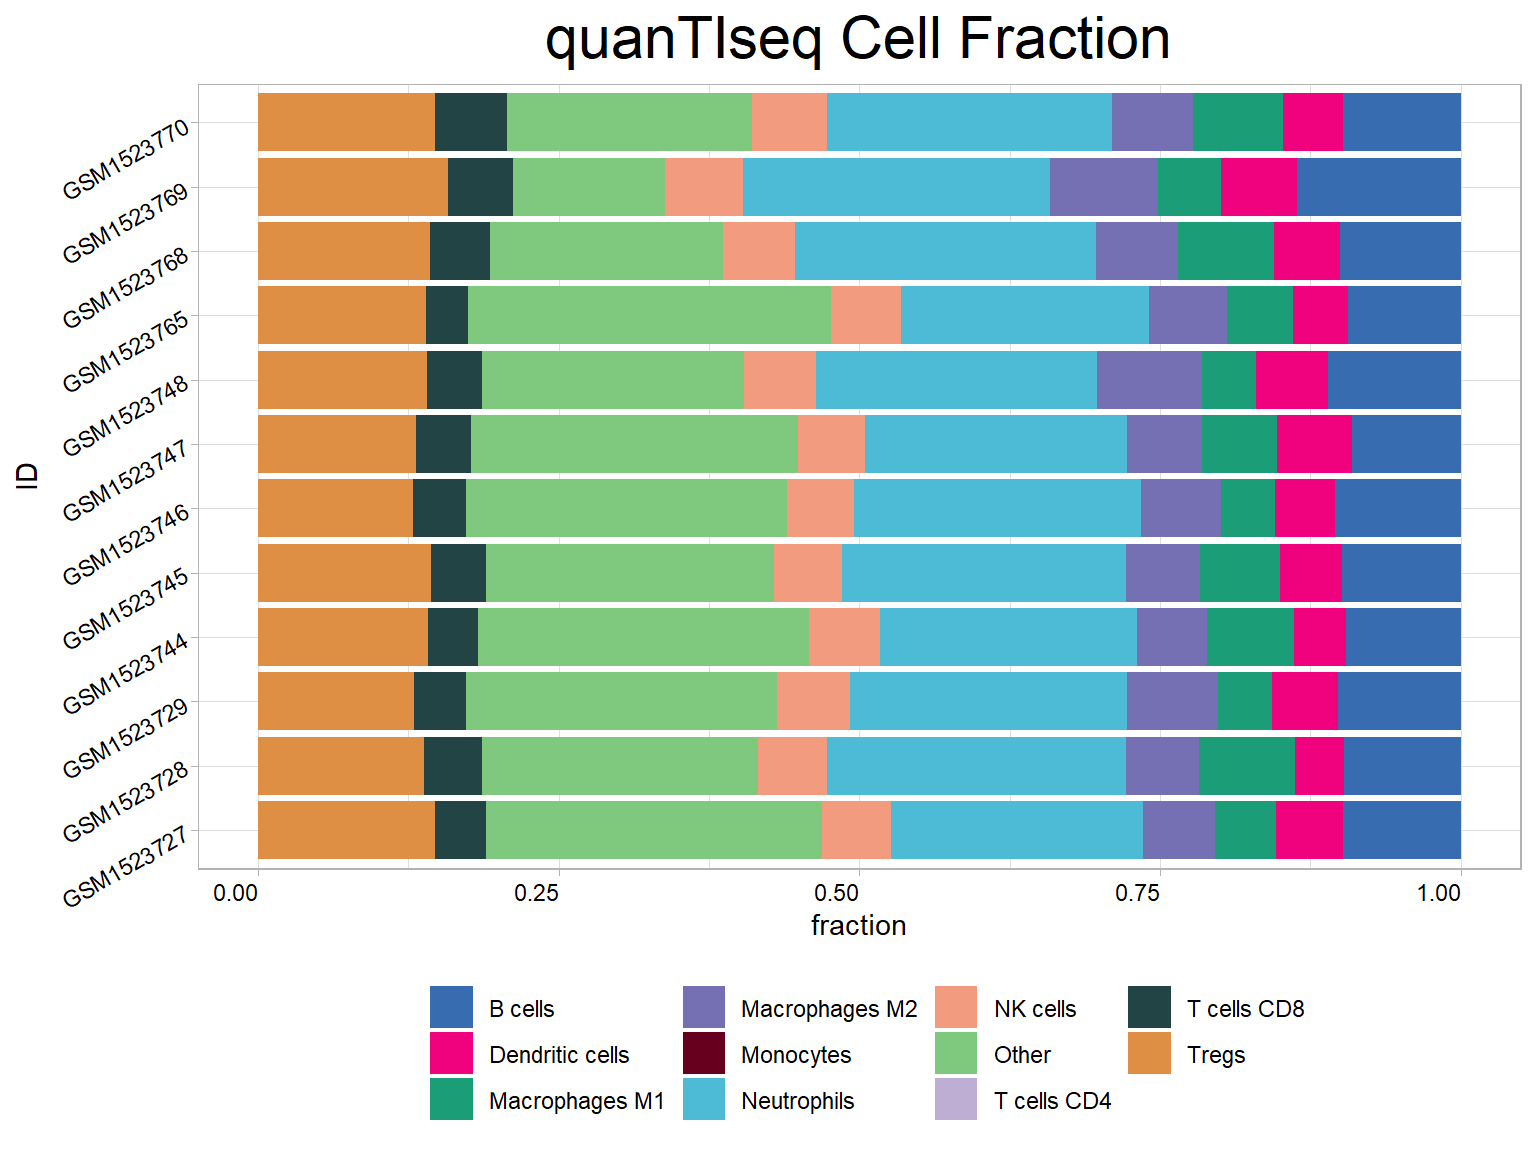 quanTIseq Cell Fraction
GSM1523770
GSM1523769
GSM1523768
GSM1523765
GSM1523748
GSM1523747
GSM1523746
GSM1523745
GSM1523744
GSM1523729
GSM1523728
GSM1523727
ID
0.00 0.25 0.50 0.75 1.00
fraction
B cells Macrophages M2 NK cells T cells CD8
Dendritic cells Monocytes Other Tregs
Macrophages M1 Neutrophils T cells CD4